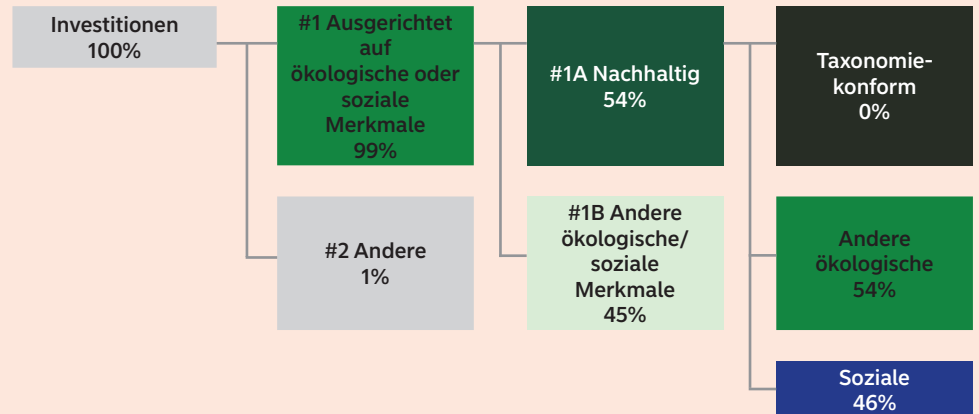 Investitionen
100%
#1 Ausgerichtet
auf
ökologische oder
soziale
Merkmale
99%
#1A Nachhaltig
54%
Taxonomie-
konform
0%
#2 Andere
1%
#1B Andere
ökologische/
soziale
Merkmale
45%
Andere
ökologische
54%
Soziale
46%